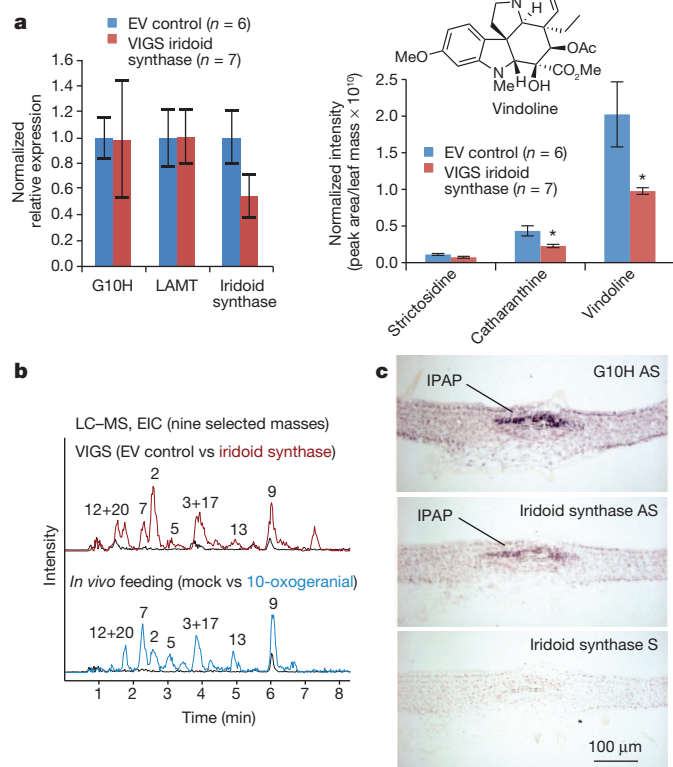 a
EV control (n = 6)
VIGS iridoid
synthase (n = 7)
Normalized
relative expression
1.6
1.4
1.2
1.0
0.8
0.6
0.4
0.2
0.0
G10H
LAMT
Iridoid
synthase
N
H
MeO
OAc
N
Me
H
CO2Me
OH
Vindoline
Normalized intensity
(peak area/leaf mass × 10^10)
2.5
2.0
1.5
1.0
0.5
0.0
EV control (n = 6)
VIGS iridoid
synthase (n = 7)
*
*
Strictosidine
Catharanthine
Vindoline
b
LC–MS, EIC (nine selected masses)
VIGS (EV control vs iridoid synthase)
Intensity
12+20
7
2
5
3+17
13
9
In vivo feeding (mock vs 10-oxogeranial)
12+20
7
2
5
3+17
13
9
1 2 3 4 5 6 7 8
Time (min)
c
G10H AS
IPAP
Iridoid synthase AS
IPAP
Iridoid synthase S
100 μm